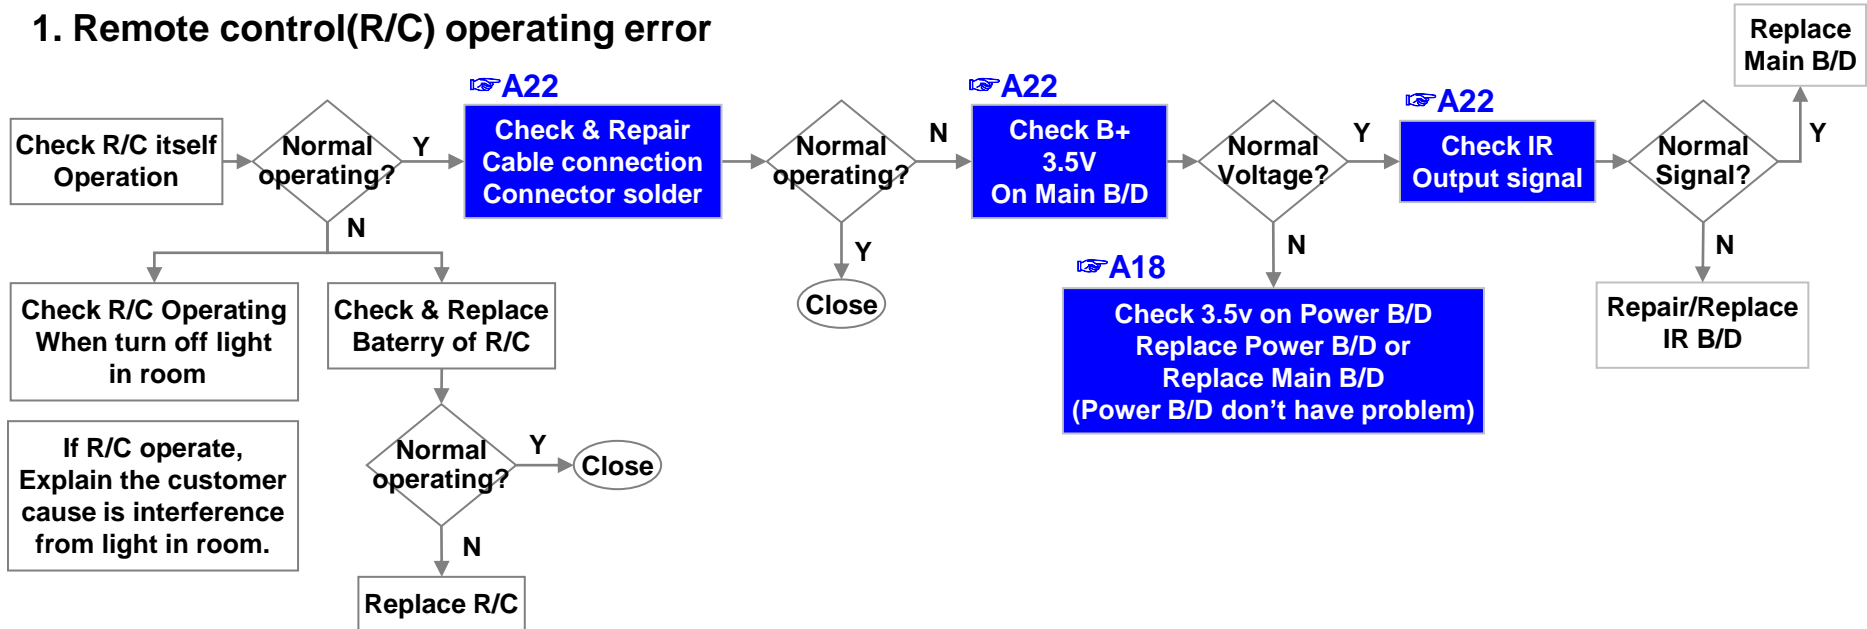 1. Remote control(R/C) operating error
Replace
Main B/D
☞A22
☞A22
☞A22
Check R/C itself
Operation
Normal
operating?
Y
Check & Repair
Cable connection
Connector solder
Normal
operating?
N
Check B+
3.5V
On Main B/D
Normal
Voltage?
Y
Check IR
Output signal
Normal
Signal?
Y
N
Y
N
N
Close
☞A18
Check R/C Operating
When turn off light
in room
Check & Replace
Baterry of R/C
Check 3.5v on Power B/D
Replace Power B/D or
Replace Main B/D
(Power B/D don’t have problem)
Repair/Replace
IR B/D
If R/C operate,
Explain the customer
cause is interference
from light in room.
Normal
operating?
Y
Close
N
Replace R/C